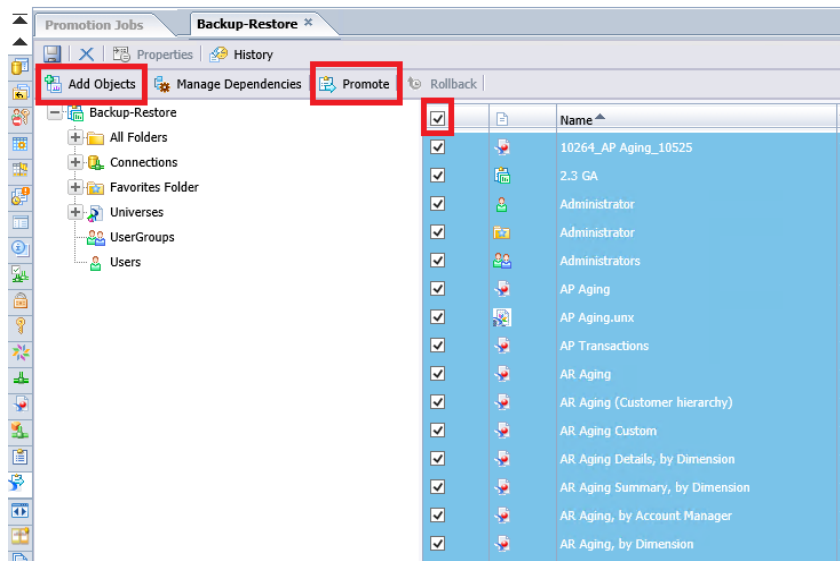 Promotion Jobs Backup-Restore ×
Properties History
Add Objects Manage Dependencies Promote Rollback
Backup-Restore
All Folders
Connections
Favorites Folder
Universes
UserGroups
Users
Name
10264_AP Aging_10525
2.3 GA
Administrator
Administrator
Administrators
AP Aging
AP Aging.unx
AP Transactions
AR Aging
AR Aging (Customer hierarchy)
AR Aging Custom
AR Aging Details, by Dimension
AR Aging Summary, by Dimension
AR Aging, by Account Manager
AR Aging, by Dimension